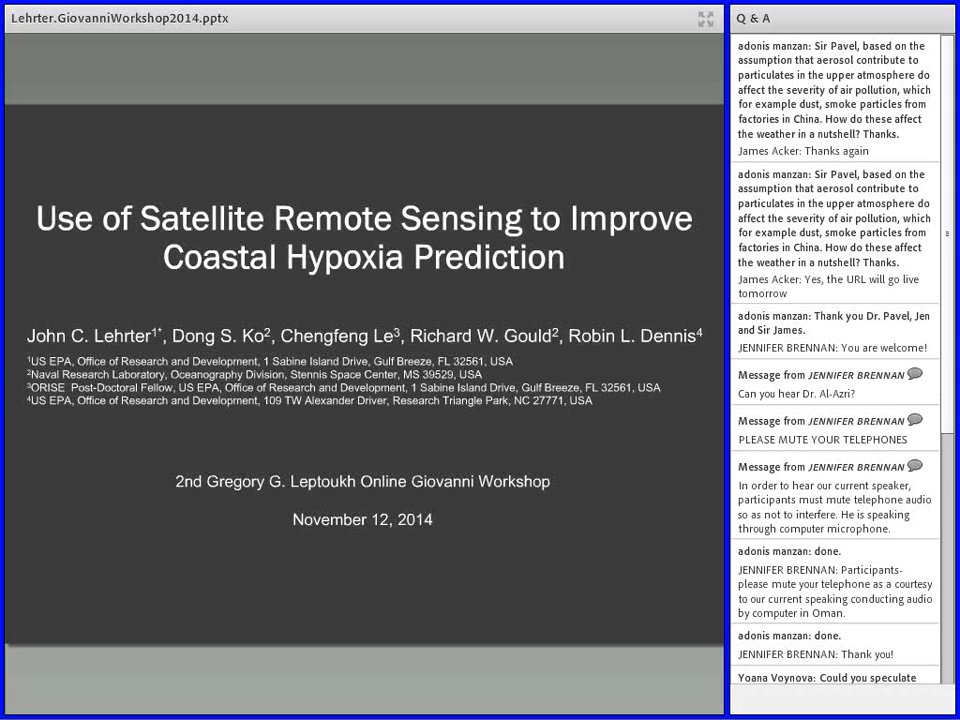 Lehrter.GiovanniWorkshop2014.pptx
Use of Satellite Remote Sensing to Improve
Coastal Hypoxia Prediction
John C. Lehrter1*, Dong S. Ko2, Chengfeng Le3, Richard W. Gould2, Robin L. Dennis4
1US EPA, Office of Research and Development, 1 Sabine Island Drive, Gulf Breeze, FL 32561, USA
2Naval Research Laboratory, Oceanography Division, Stennis Space Center, MS 39529, USA
3ORISE Post-Doctoral Fellow, US EPA, Office of Research and Development, 1 Sabine Island Drive, Gulf Breeze, FL 32561, USA
4US EPA, Office of Research and Development, 109 TW Alexander Driver, Research Triangle Park, NC 27771, USA
2nd Gregory G. Leptoukh Online Giovanni Workshop
November 12, 2014
Q & A
adonis manzan: Sir Pavel, based on the
assumption that aerosol contribute to
particulates in the upper atmosphere do
affect the severity of air pollution, which
for example dust, smoke particles from
factories in China. How do these affect
the weather in a nutshell? Thanks.
James Acker: Thanks again
adonis manzan: Sir Pavel, based on the
assumption that aerosol contribute to
particulates in the upper atmosphere do
affect the severity of air pollution, which
for example dust, smoke particles from
factories in China. How do these affect
the weather in a nutshell? Thanks.
James Acker: Yes, the URL will go live
tomorrow
adonis manzan: Thank you Dr. Pavel, Jen
and Sir James.
JENNIFER BRENNAN: You are welcome!
Message from JENNIFER BRENNAN
Can you hear Dr. Al-Azri?
Message from JENNIFER BRENNAN
PLEASE MUTE YOUR TELEPHONES
Message from JENNIFER BRENNAN
In order to hear our current speaker,
participants must mute telephone audio
so as not to interfere. He is speaking
through computer microphone.
adonis manzan: done.
JENNIFER BRENNAN: Participants-
please mute your telephone as a courtesy
to our current speaking conducting audio
by computer in Oman.
adonis manzan: done.
JENNIFER BRENNAN: Thank you!
Yoana Voynova: Could you speculate